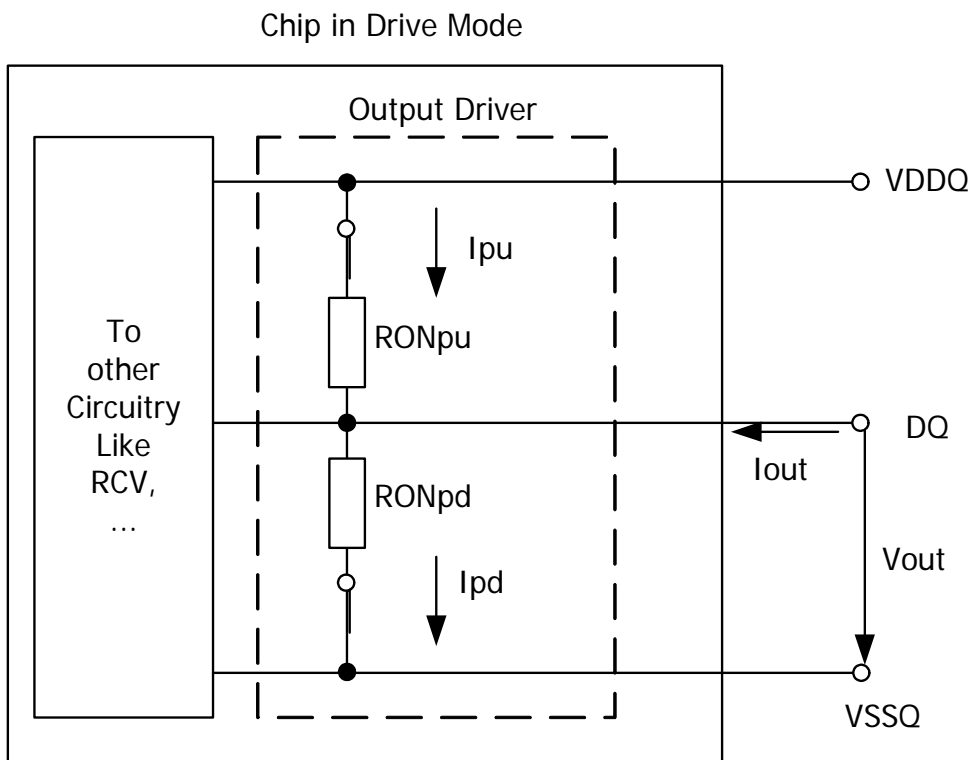 Chip in Drive Mode
Output Driver
VDDQ
Ipu
To
other
Circuitry
Like
RCV,
...
RONpu
DQ
Iout
RONpd
Vout
Ipd
VSSQ